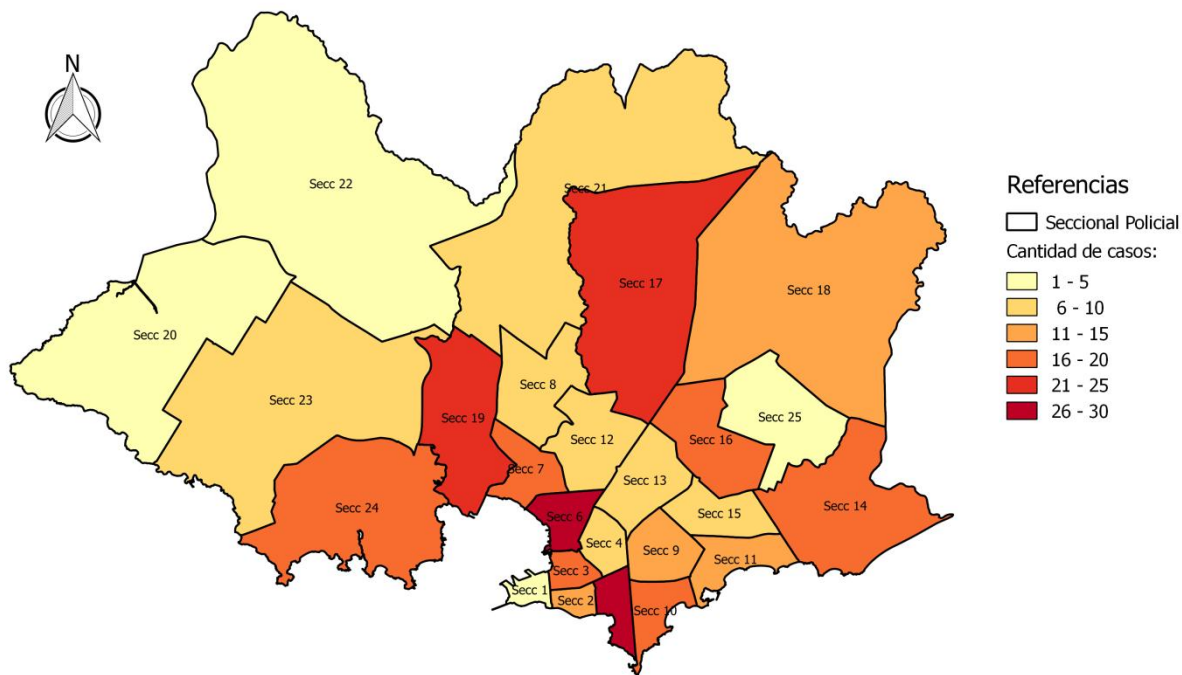 N
Secc 22
Secc 21
Secc 17
Secc 18
Secc 20
Secc 23
Secc 8
Secc 19
Secc 12
Secc 25
Secc 16
Secc 7
Secc 13
Secc 24
Secc 6
Secc 15
Secc 14
Secc 4
Secc 9
Secc 11
Secc 3
Secc 1
Secc 2
Secc 10
Referencias
Seccional Policial
Cantidad de casos:
1 - 5
6 - 10
11 - 15
16 - 20
21 - 25
26 - 30